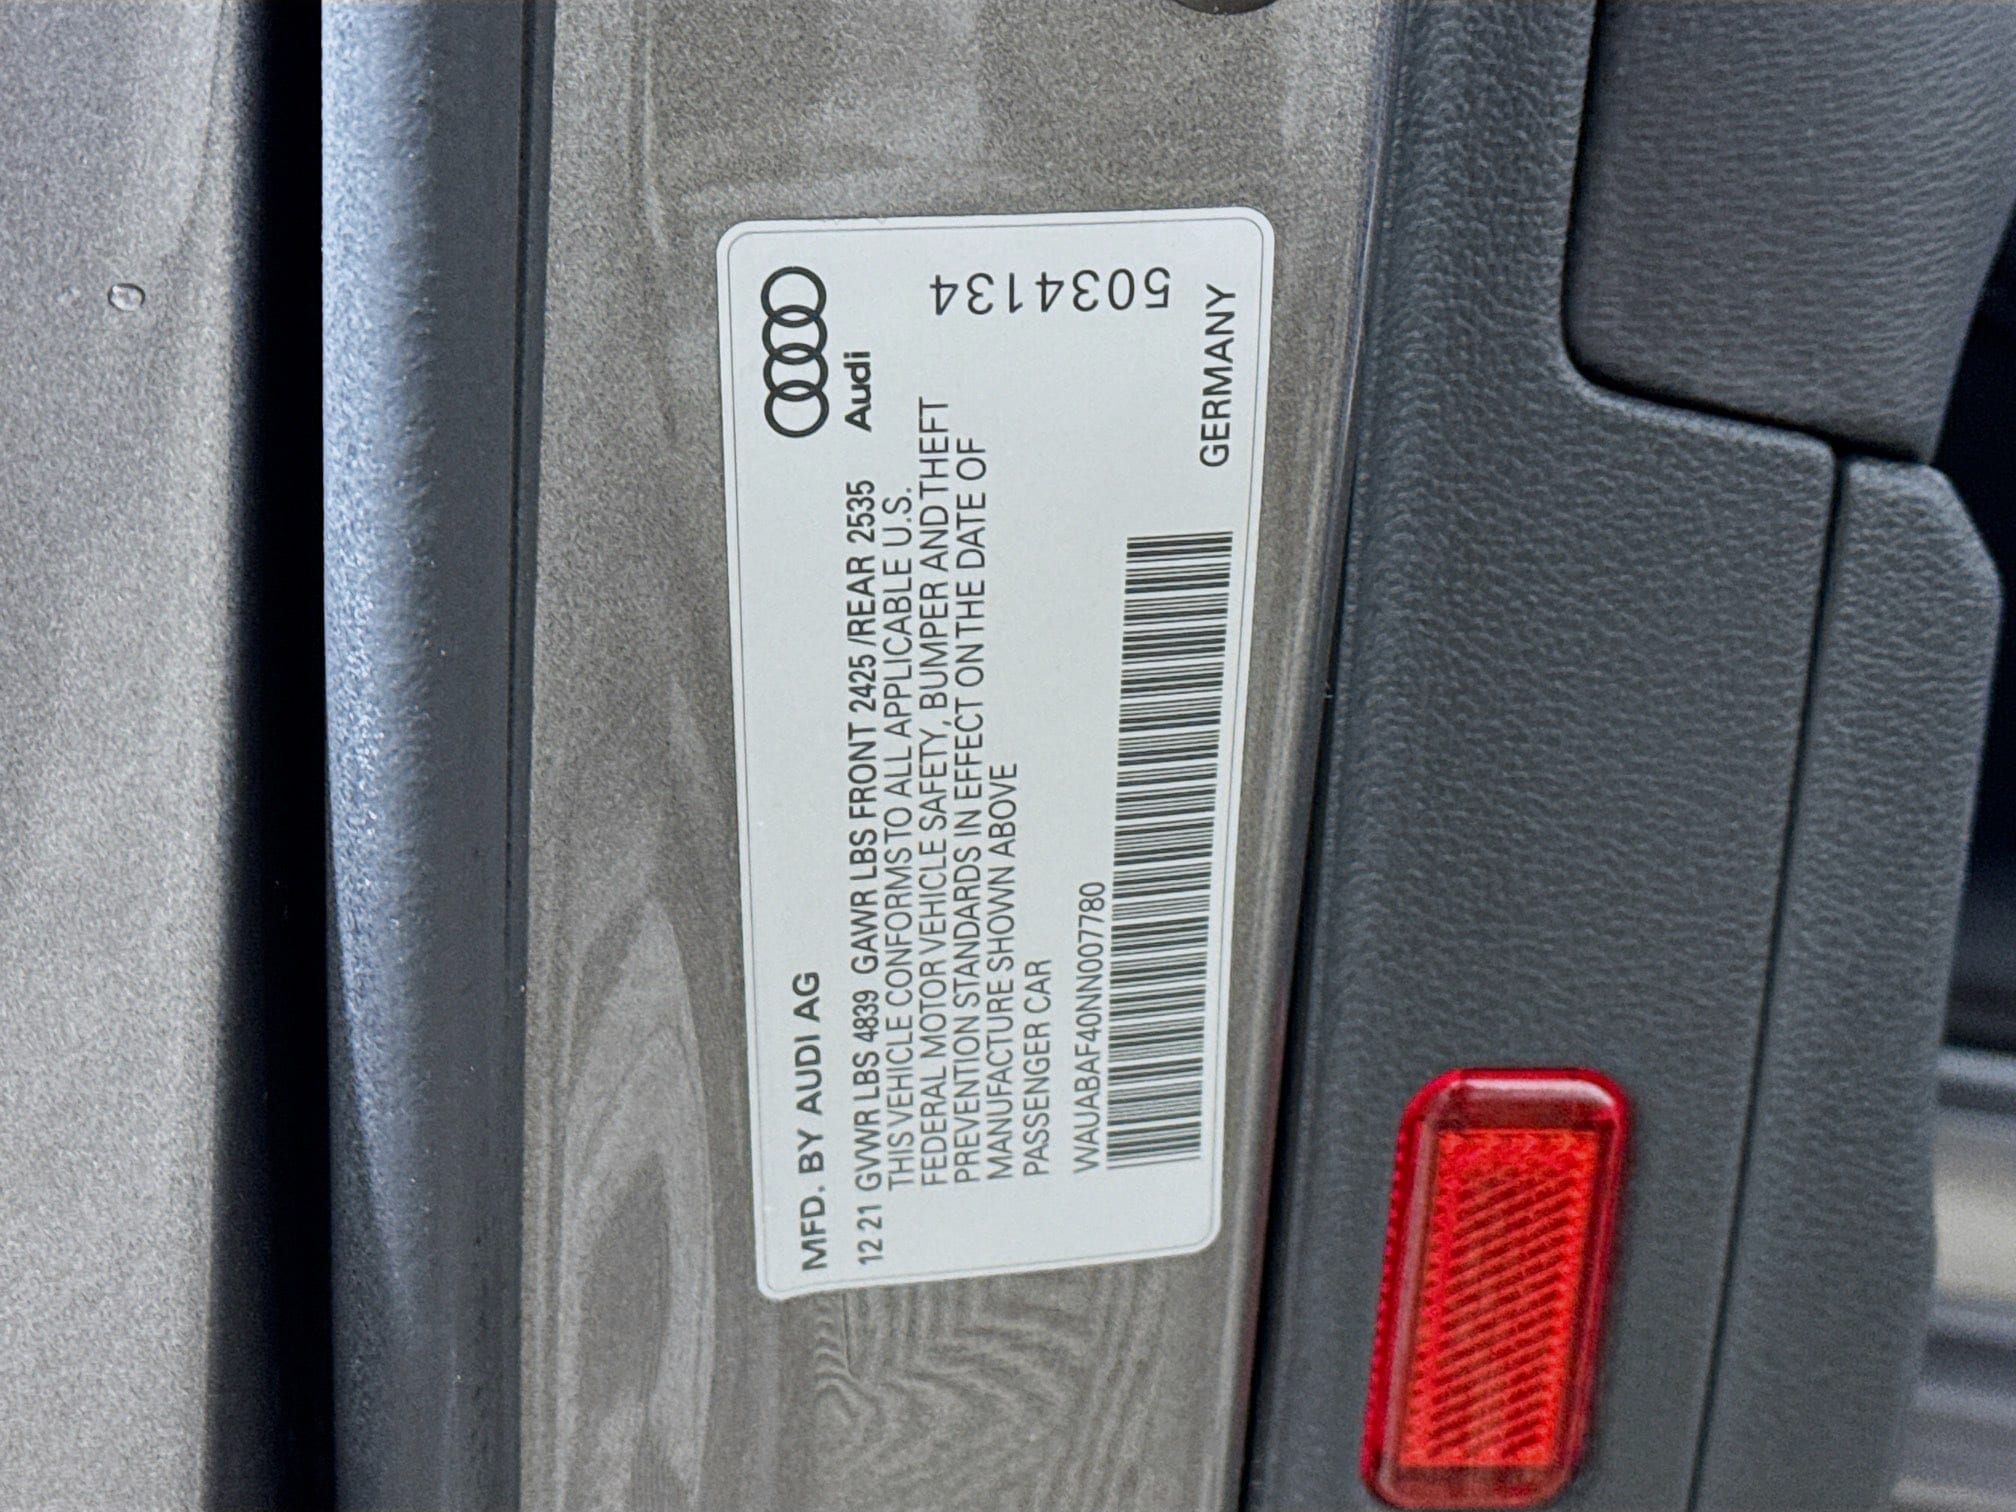 MFD. BY AUDI AG
Audi
12 21 GVWR LBS 4839 GAWR LBS FRONT 2425 /REAR 2535
THIS VEHICLE CONFORMS TO ALL APPLICABLE U.S.
FEDERAL MOTOR VEHICLE SAFETY, BUMPER AND THEFT
PREVENTION STANDARDS IN EFFECT ON THE DATE OF
MANUFACTURE SHOWN ABOVE
PASSENGER CAR
WAUABAF40NN007780
GERMANY
5034134